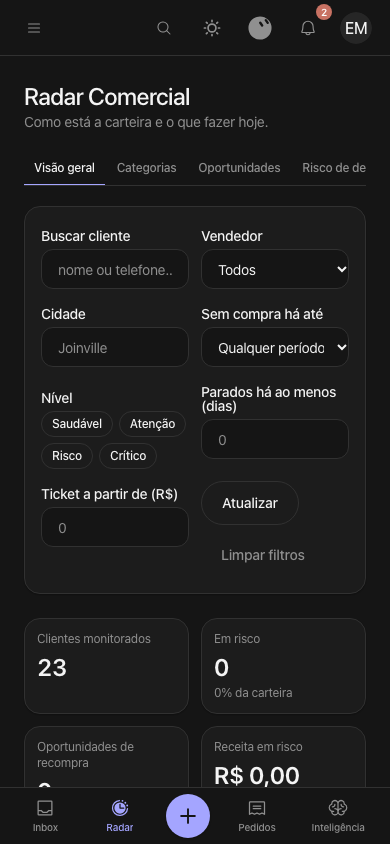 2
EM
Radar Comercial
Como está a carteira e o que fazer hoje.
Visão geral
Categorias
Oportunidades
Risco de de
Buscar cliente
nome ou telefone..
Vendedor
Todos
Cidade
Joinville
Sem compra há até
Qualquer período
Nível
Saudável
Atenção
Risco
Crítico
Parados há ao menos
(dias)
0
Ticket a partir de (R$)
0
Atualizar
Limpar filtros
Clientes monitorados
23
Em risco
0
0% da carteira
Oportunidades de
recompra
Receita em risco
R$ 0,00
Inbox
Radar
Pedidos
Inteligência